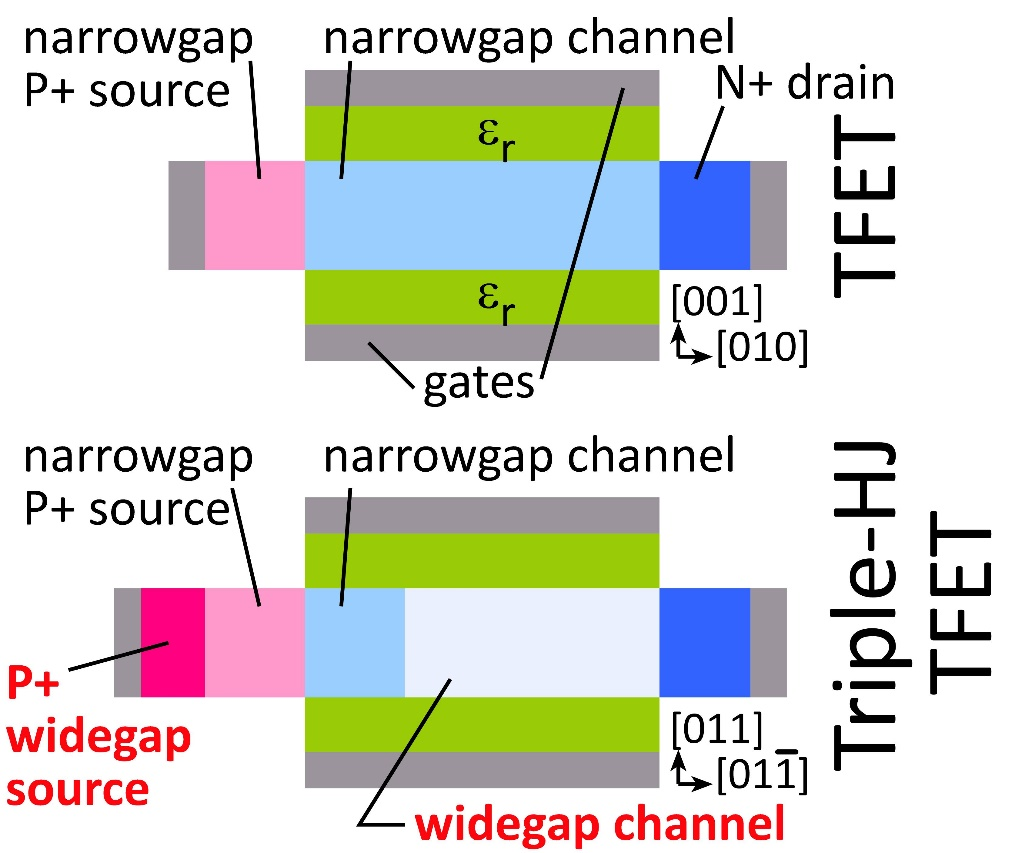 narrowgap
P+ source
narrowgap channel
N+ drain
εr
εr
[001]
[010]
gates
TFET
narrowgap
P+ source
narrowgap channel
P+
widegap
source
[011]
[011̅]
widegap channel
Triple-HJ
TFET